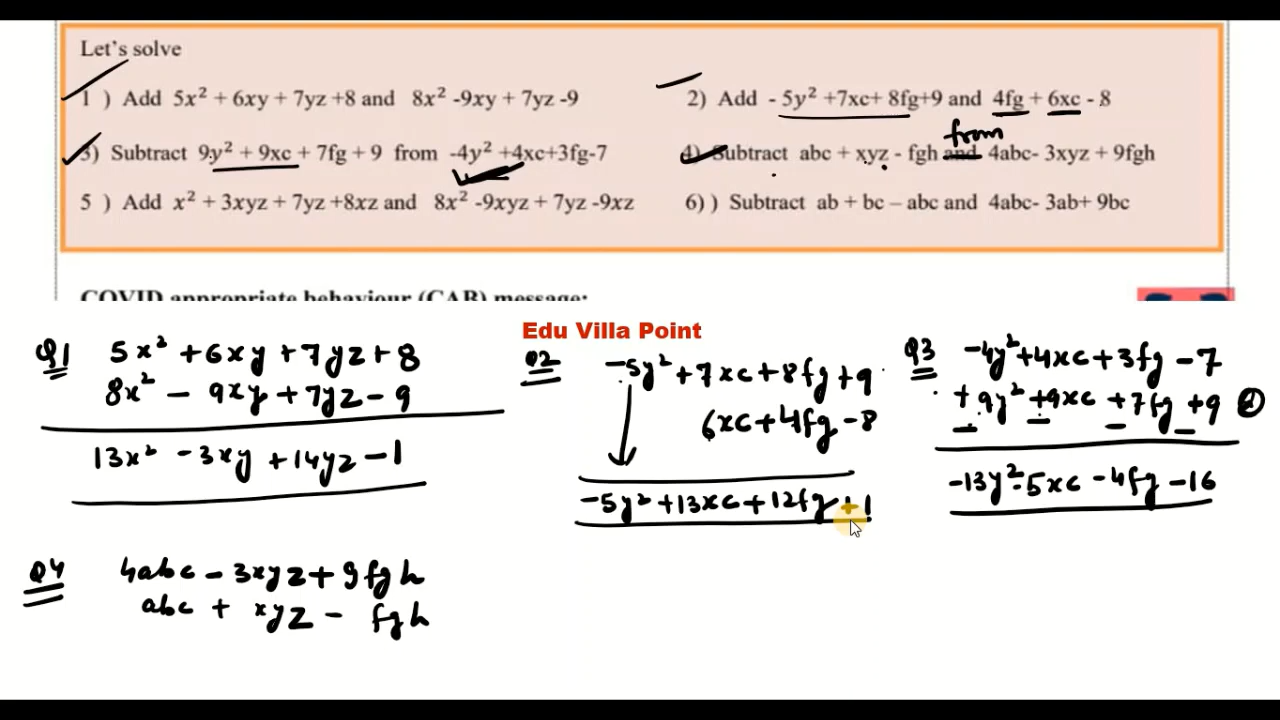 Let's solve
1 ) Add 5x² + 6xy + 7yz +8 and 8x² -9xy + 7yz -9
2) Add - 5y² +7xc+ 8fg+9 and 4fg + 6xc - 8
from
3) Subtract 9y² + 9xc + 7fg + 9 from -4y² +4xc+3fg-7
4) Subtract abc + xyz - fgh and 4abc- 3xyz + 9fgh
5 ) Add x² + 3xyz + 7yz +8xz and 8x² -9xyz + 7yz -9xz
6) ) Subtract ab + bc – abc and 4abc- 3ab+ 9bc
COVID appropriate behaviour (CAB) message:
Edu Villa Point
Q1 5x² + 6xy + 7yz + 8
8x² - 9xy + 7yz - 9
13x² - 3xy + 14yz - 1
Q2 -5y² + 7xc + 8fg + 9
6xc + 4fg - 8
-5y² + 13xc + 12fg + 1
Q3 -4y² + 4xc + 3fg - 7
+ 9y² + 9xc + 7fg + 9
-13y² - 5xc - 4fg - 16
Q4 4abc - 3xyz + 9fgh
abc + xyz - fgh